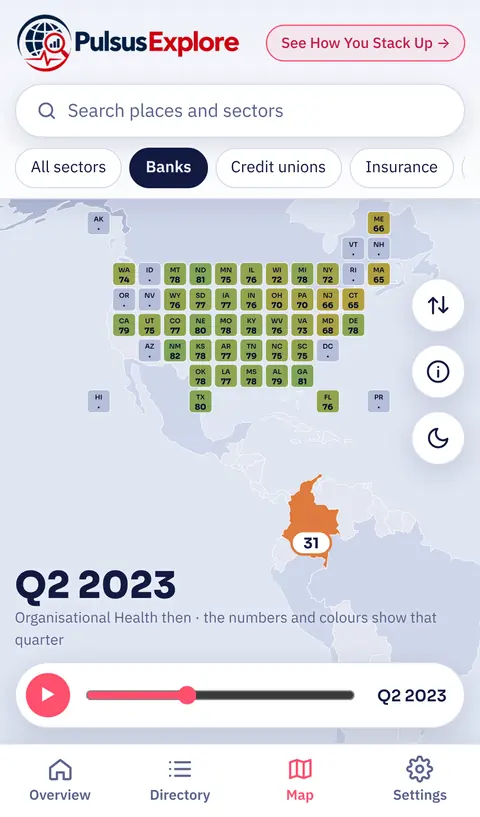 PulsusExplore
See How You Stack Up →
Search places and sectors
All sectors Banks Credit unions Insurance
AK • ME 66
VT • NH •
WA 74 ID • MT 78 ND 81 MN 75 IL 76 WI 72 MI 78 NY 72 RI • MA 65
OR • NV • WY 76 SD 77 IA 77 IN 76 OH 70 PA 70 NJ 66 CT 65
CA 79 UT 75 CO 77 NE 80 MO 78 KY 78 WV 76 VA 73 MD 68 DE 78
AZ • NM 82 KS 78 AR 77 TN 79 NC 75 SC 75 DC •
OK 78 LA 77 MS 78 AL 79 GA 81
HI • TX 80 FL 76 PR •
31
Q2 2023
Organisational Health then · the numbers and colours show that
quarter
Q2 2023
Overview Directory Map Settings